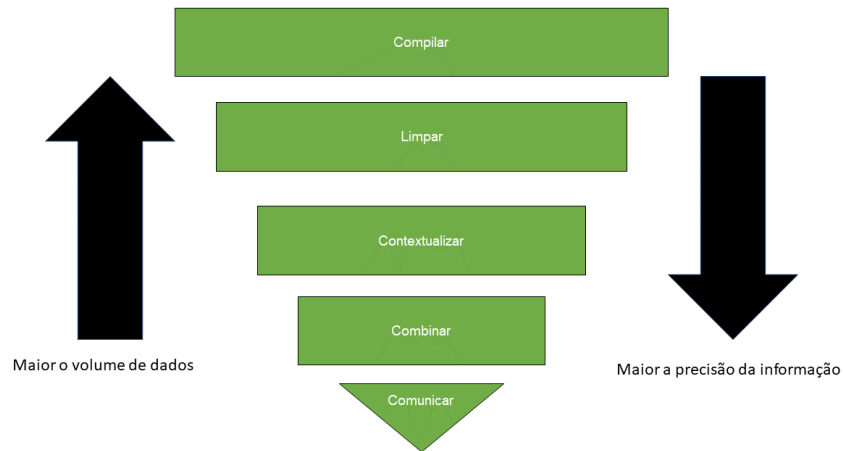 Compilar
Limpar
Contextualizar
Combinar
Comunicar
Maior o volume de dados
Maior a precisão da informação